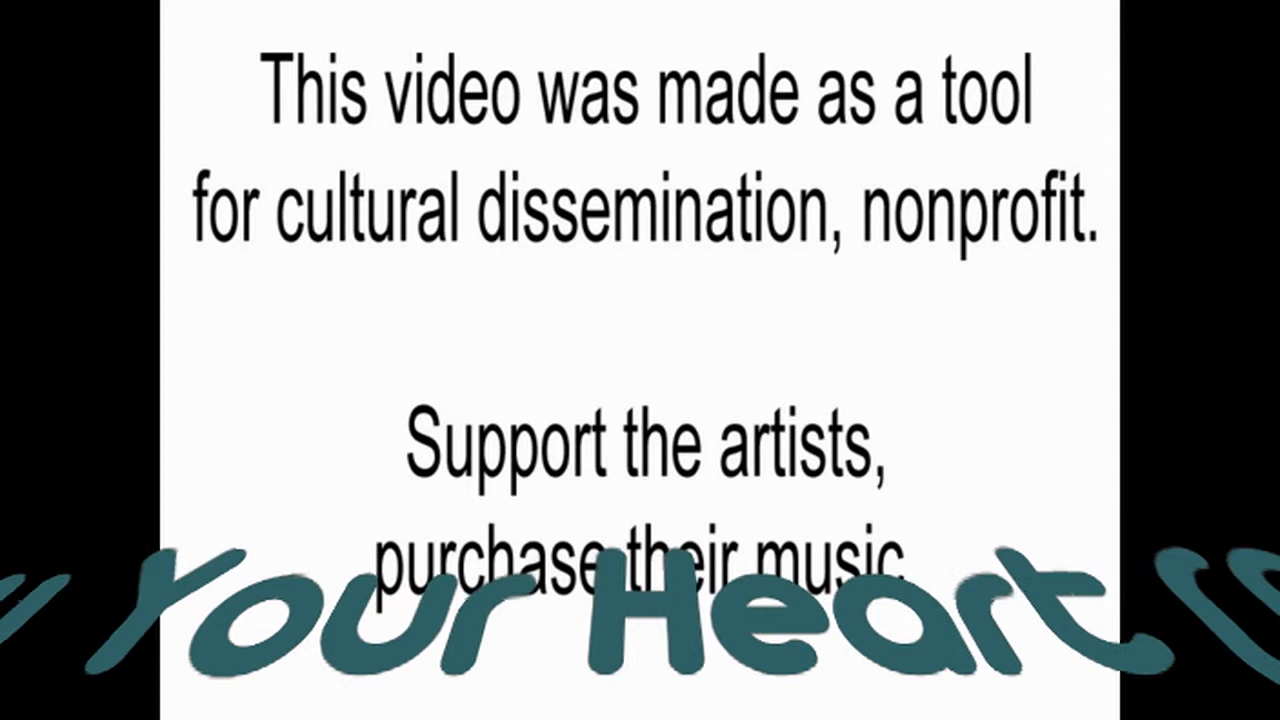 This video was made as a tool
for cultural dissemination, nonprofit.
Support the artists,
purchase their music
" Your Heart "